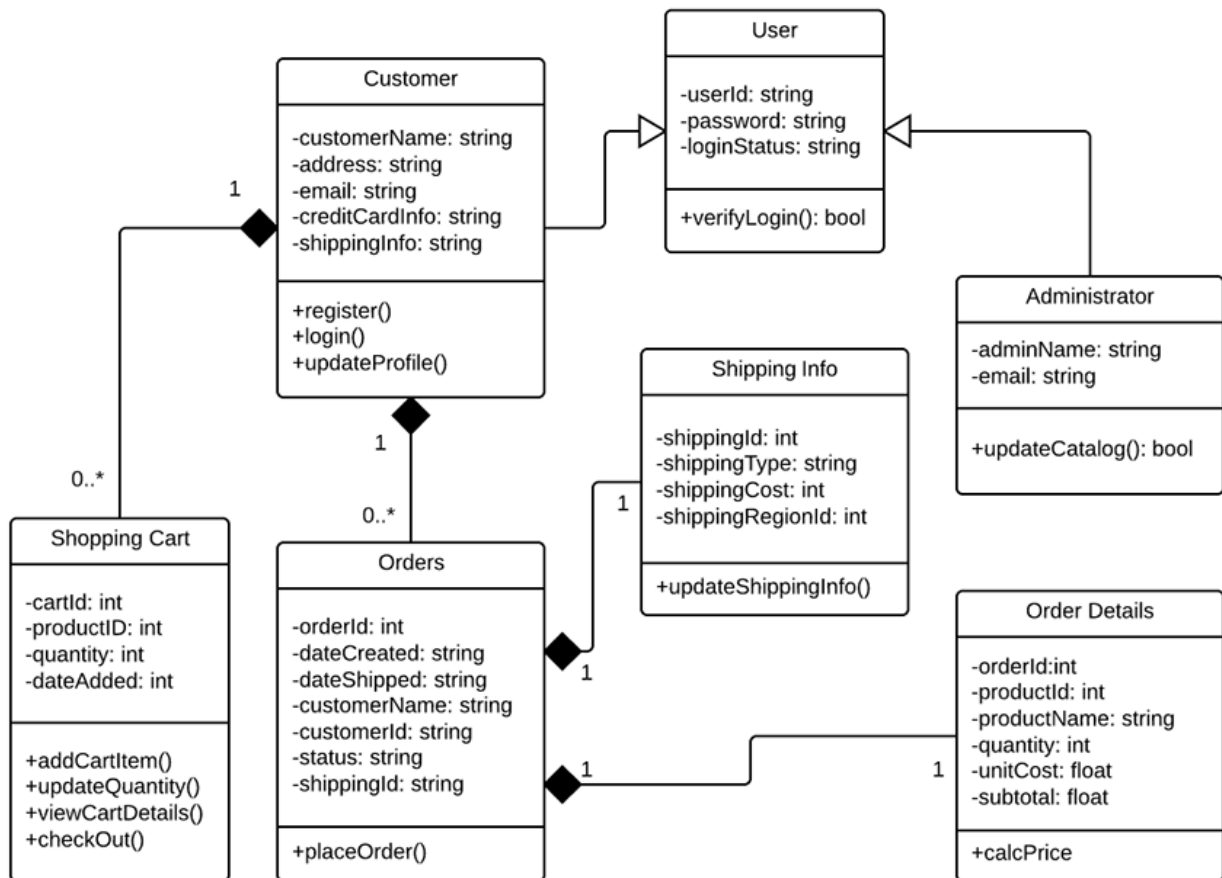 User
-userId: string
-password: string
-loginStatus: string
+verifyLogin(): bool
Customer
-customerName: string
-address: string
-email: string
-creditCardInfo: string
-shippingInfo: string
+register()
+login()
+updateProfile()
1
0..*
1
0..*
Administrator
-adminName: string
-email: string
+updateCatalog(): bool
Shipping Info
-shippingId: int
-shippingType: string
-shippingCost: int
-shippingRegionId: int
+updateShippingInfo()
1
1
Shopping Cart
-cartId: int
-productID: int
-quantity: int
-dateAdded: int
+addCartItem()
+updateQuantity()
+viewCartDetails()
+checkOut()
Orders
-orderId: int
-dateCreated: string
-dateShipped: string
-customerName: string
-customerId: string
-status: string
-shippingId: string
+placeOrder()
1
1
Order Details
-orderId:int
-productId: int
-productName: string
-quantity: int
-unitCost: float
-subtotal: float
+calcPrice